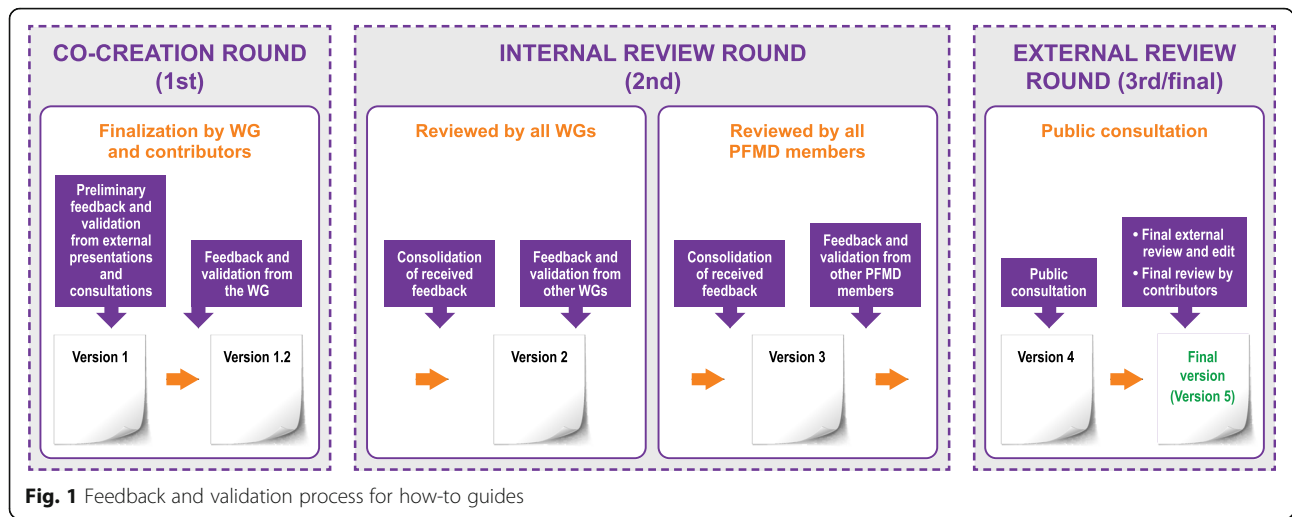 CO-CREATION ROUND
(1st)
Finalization by WG
and contributors
Preliminary
feedback and
validation
from external
presentations
and
consultations
Feedback and
validation from
the WG
Version 1
Version 1.2
INTERNAL REVIEW ROUND
(2nd)
Reviewed by all WGs
Consolidation
of received
feedback
Feedback and
validation from
other WGs
Version 2
Reviewed by all
PFMD members
Consolidation
of received
feedback
Feedback and
validation from
other PFMD
members
Version 3
EXTERNAL REVIEW
ROUND (3rd/final)
Public consultation
Public
consultation
• Final external
review and edit
• Final review by
contributors
Version 4
Final
version
(Version 5)
Fig. 1 Feedback and validation process for how-to guides